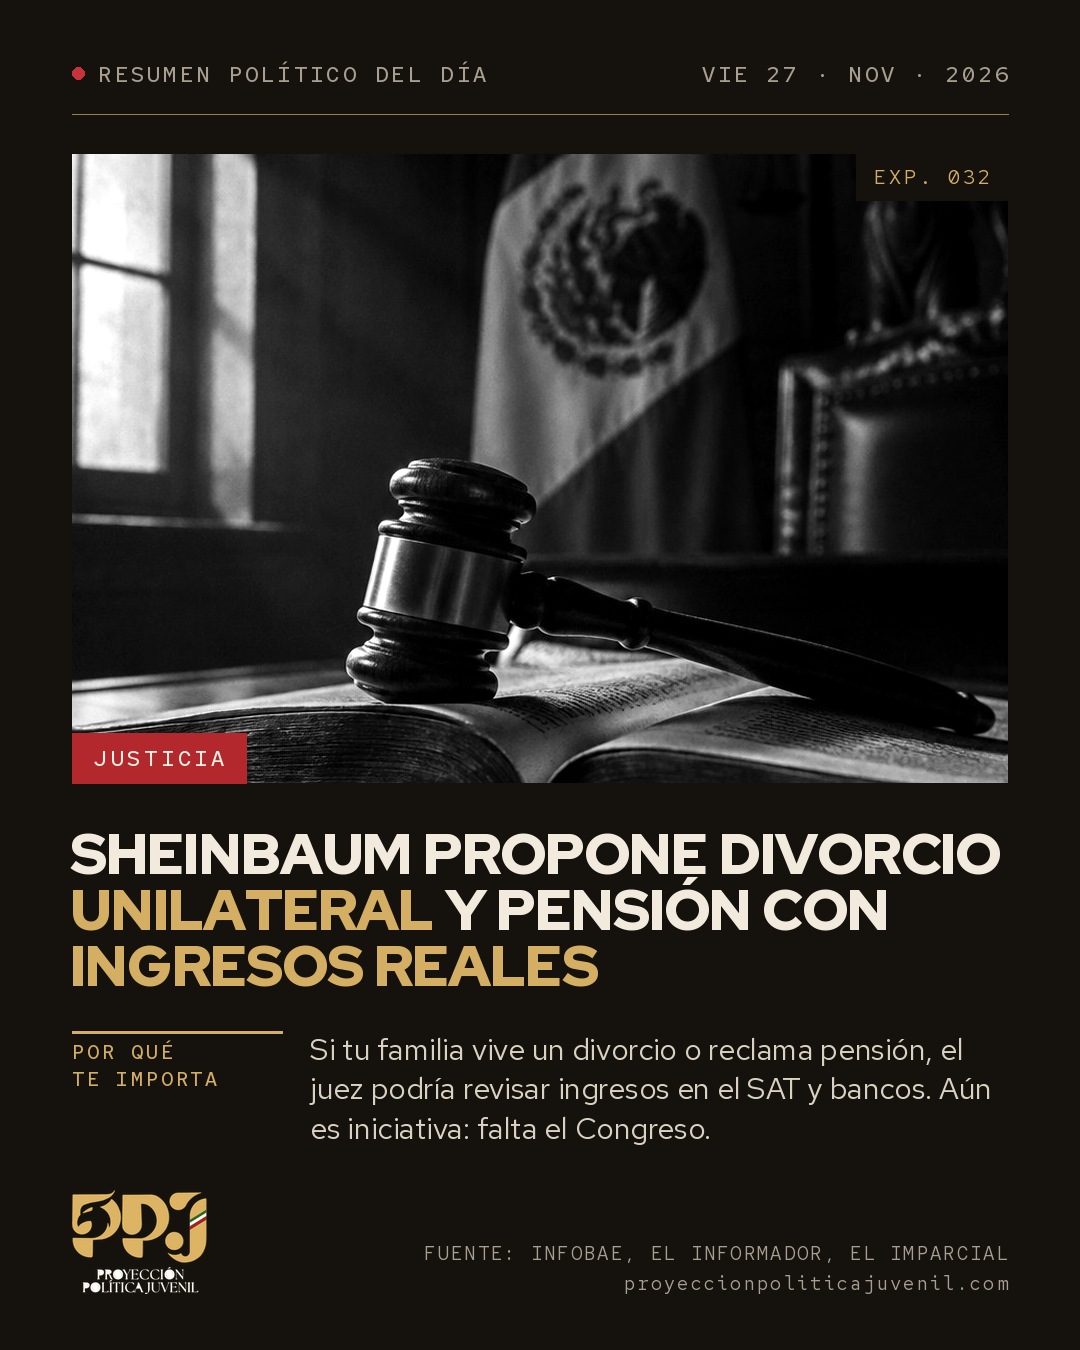 RESUMEN POLÍTICO DEL DÍA
VIE 27 · NOV · 2026
EXP. 032
JUSTICIA
SHEINBAUM PROPONE DIVORCIO
UNILATERAL Y PENSIÓN CON
INGRESOS REALES
POR QUÉ
TE IMPORTA
Si tu familia vive un divorcio o reclama pensión, el
juez podría revisar ingresos en el SAT y bancos. Aún
es iniciativa: falta el Congreso.
PPJ
PROYECCIÓN
POLÍTICA JUVENIL
FUENTE: INFOBAE, EL INFORMADOR, EL IMPARCIAL
proyeccionpoliticajuvenil.com